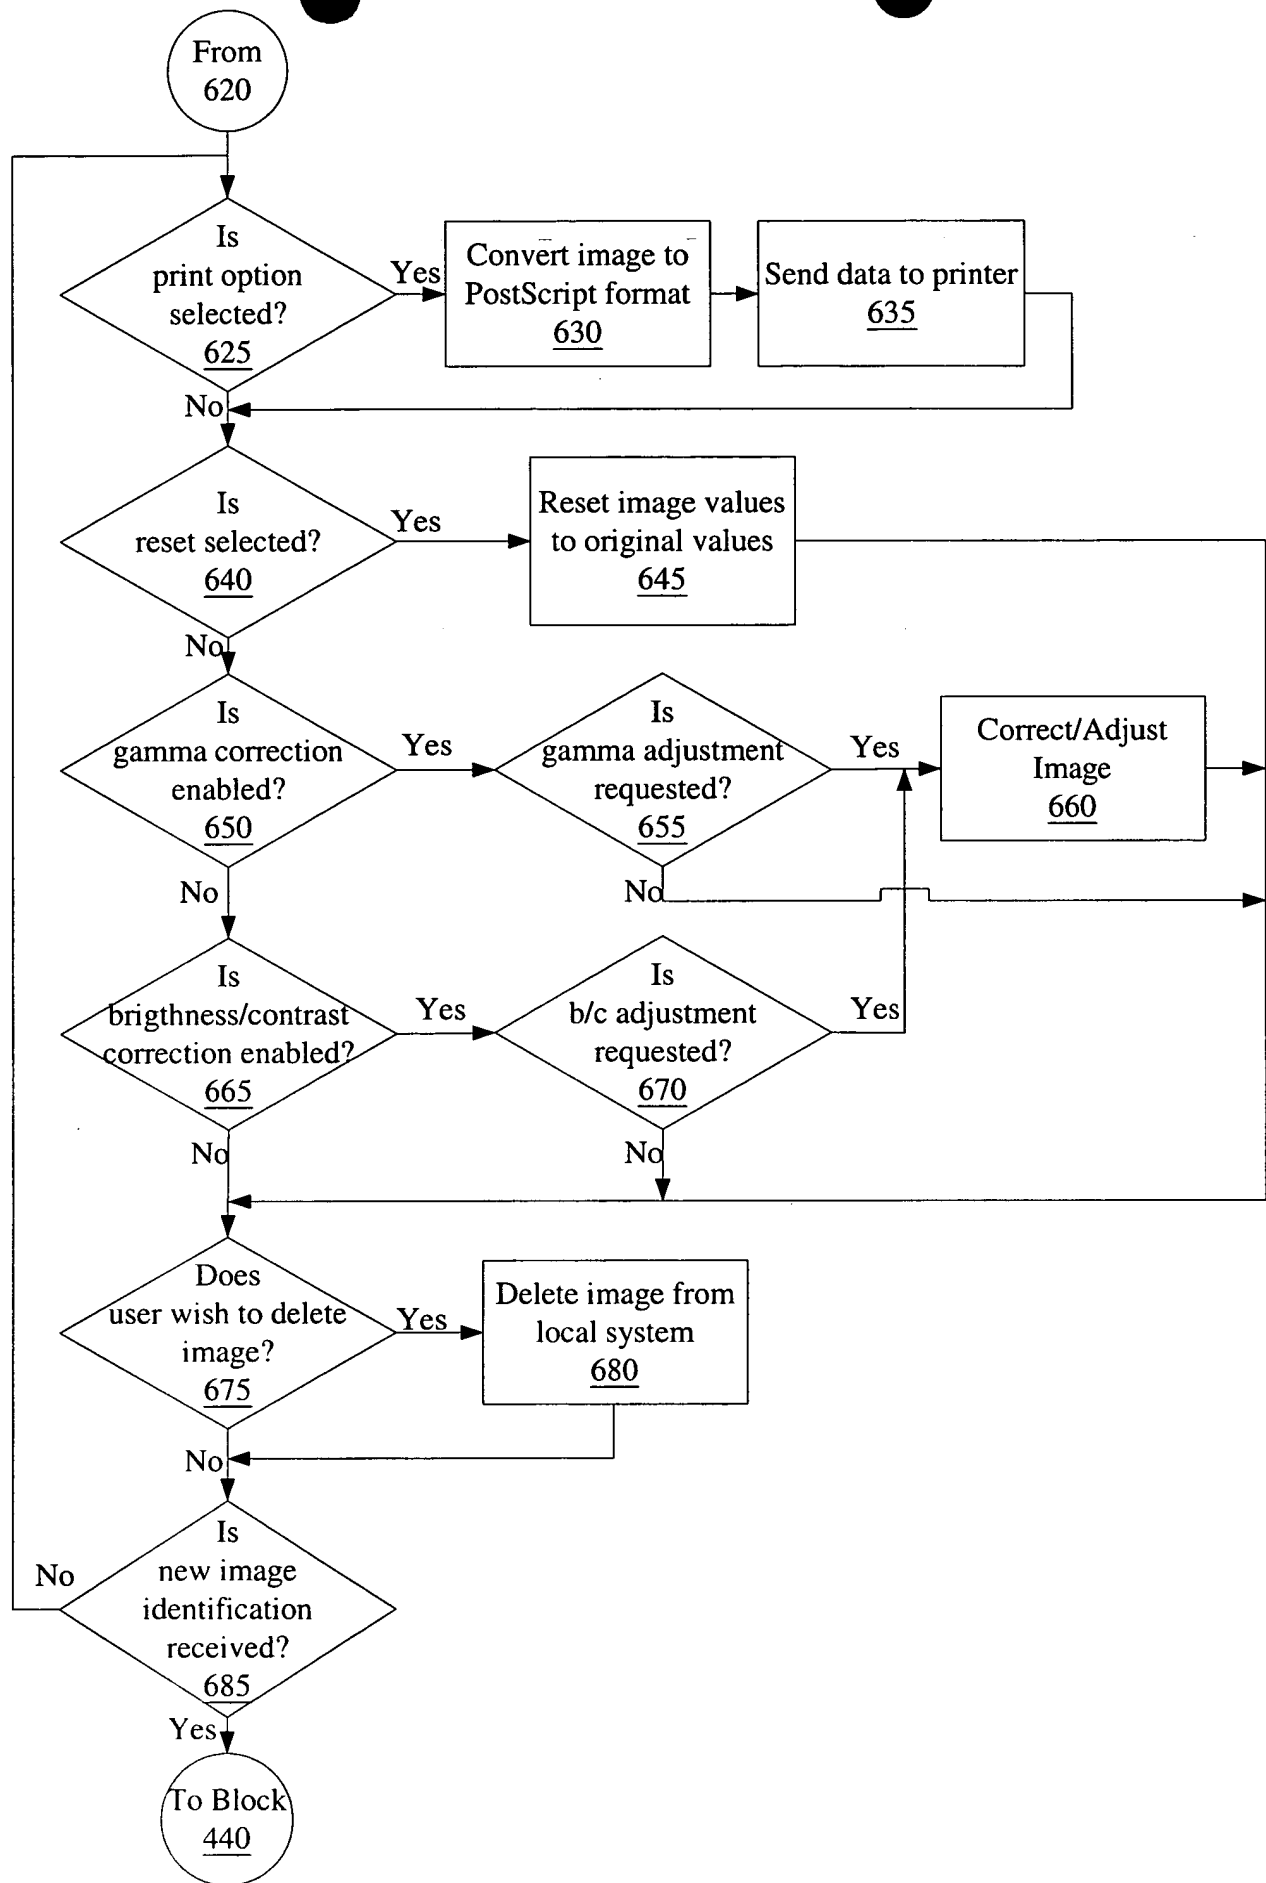 From
620
Is
print option
selected?
625
Yes
Convert image to
PostScript format
630
Send data to printer
635
No
Is
reset selected?
640
Yes
Reset image values
to original values
645
No
Is
gamma correction
enabled?
650
Yes
Is
gamma adjustment
requested?
655
Yes
Correct/Adjust
Image
660
No
No
Is
brigthness/contrast
correction enabled?
665
Yes
Is
b/c adjustment
requested?
670
Yes
No
No
Does
user wish to delete
image?
675
Yes
Delete image from
local system
680
No
Is
new image
identification
received?
685
No
Yes
To Block
440